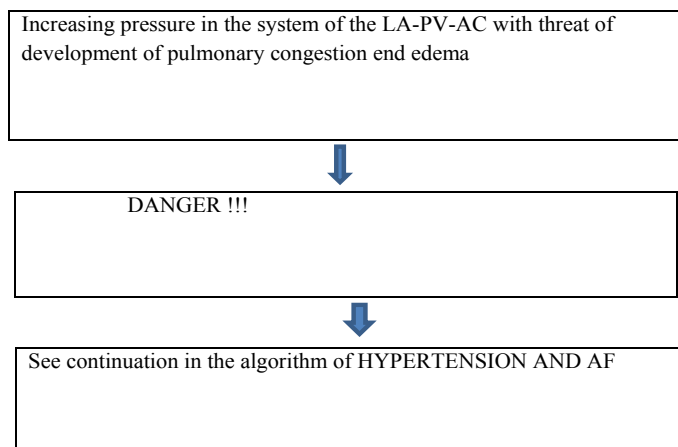 Increasing pressure in the system of the LA-PV-AC with threat of
development of pulmonary congestion end edema
DANGER !!!
See continuation in the algorithm of HYPERTENSION AND AF